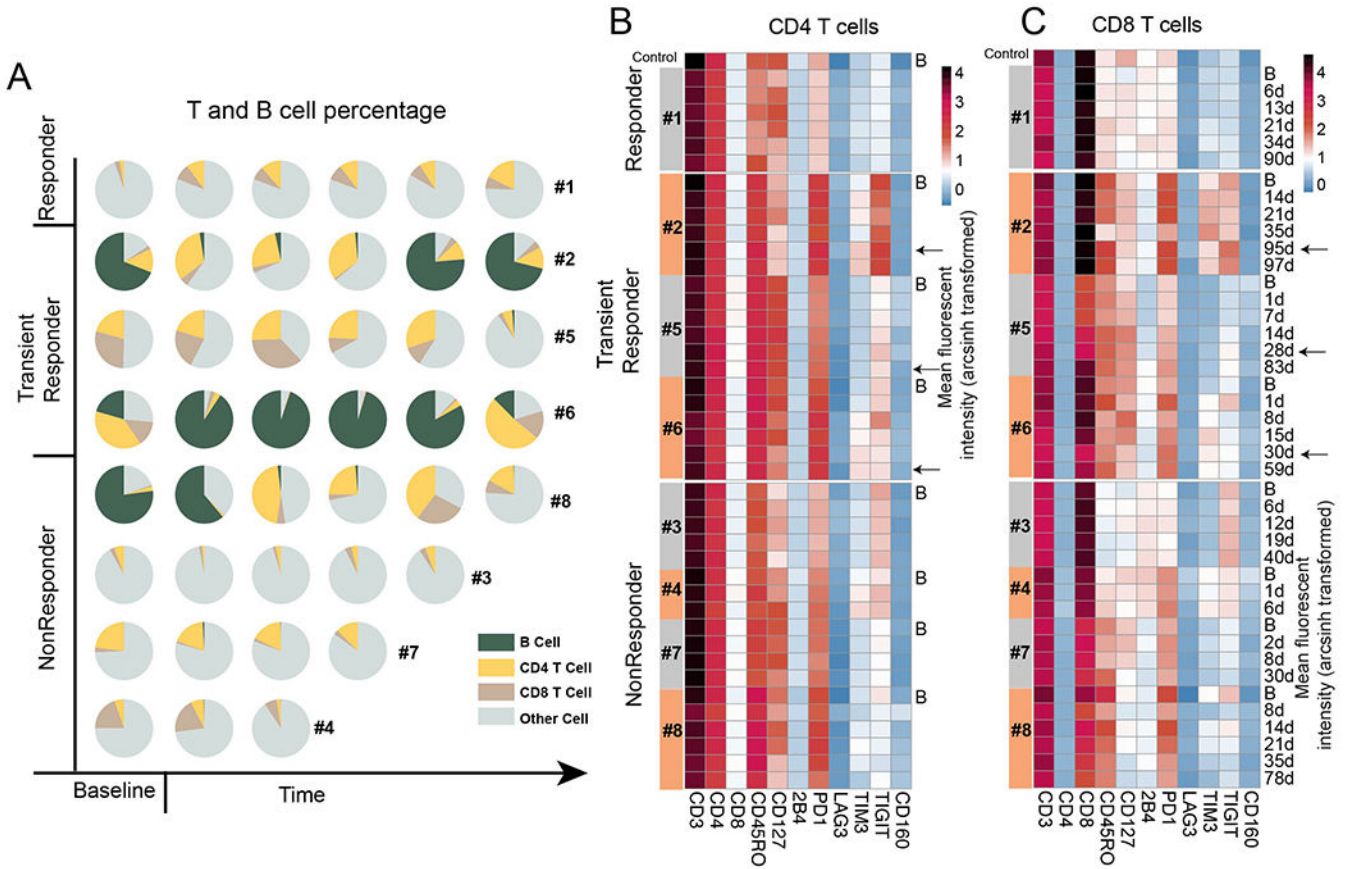 A
T and B cell percentage
Responder
#1
Transient
Responder
#2
#5
#6
NonResponder
#8
#3
#7
#4
B Cell
CD4 T Cell
CD8 T Cell
Other Cell
Baseline
Time
B
CD4 T cells
Control
B
Responder
#1
Transient
Responder
#2
B
#5
B
#6
B
NonResponder
#3
B
#4
B
#7
B
#8
B
CD3
CD4
CD8
CD45RO
CD127
2B4
PD1
LAG3
TIM3
TIGIT
CD160
4
3
2
1
0
Mean fluorescent
intensity (arcsinh transformed)
C
CD8 T cells
Control
#1
B
6d
13d
21d
34d
90d
#2
B
14d
21d
35d
95d
97d
#5
B
1d
7d
14d
28d
83d
#6
B
1d
8d
15d
30d
59d
#3
B
6d
12d
19d
40d
#4
B
1d
6d
#7
B
2d
8d
30d
#8
B
8d
14d
21d
35d
78d
CD3
CD4
CD8
CD45RO
CD127
2B4
PD1
LAG3
TIM3
TIGIT
CD160
4
3
2
1
0
Mean fluorescent
intensity (arcsinh transformed)